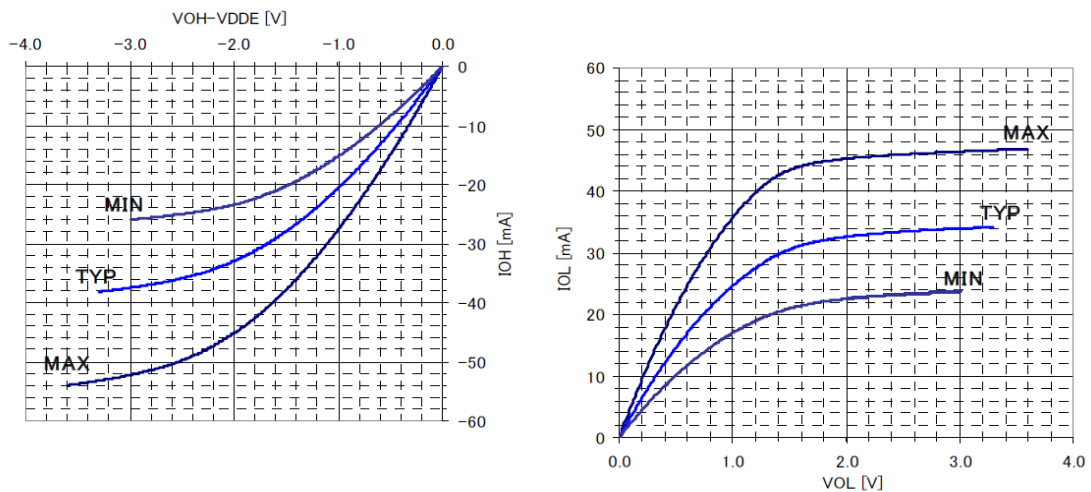 VOH-VDDE [V]
-4.0 -3.0 -2.0 -1.0 0.0
0
-10
-20
-30
-40
-50
-60
IOH [mA]
MIN
TYP
MAX
60
50
40
30
20
10
0
IOL [mA]
MAX
TYP
MIN
0.0 1.0 2.0 3.0 4.0
VOL [V]